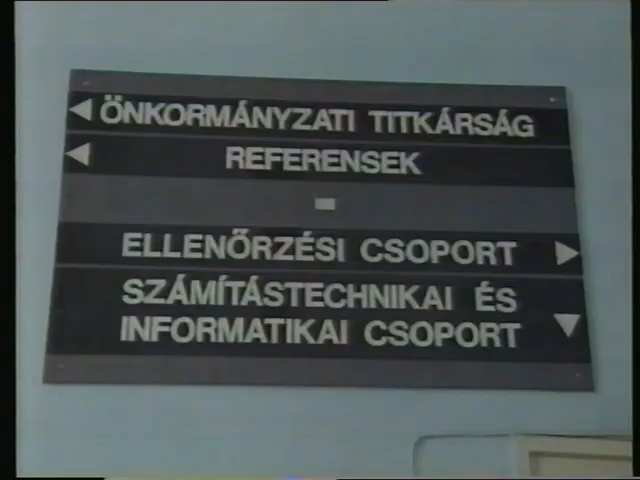 ÖNKORMÁNYZATI TITKÁRSÁG
REFERENSEK
ELLENŐRZÉSI CSOPORT
SZÁMÍTÁSTECHNIKAI ÉS
INFORMATIKAI CSOPORT